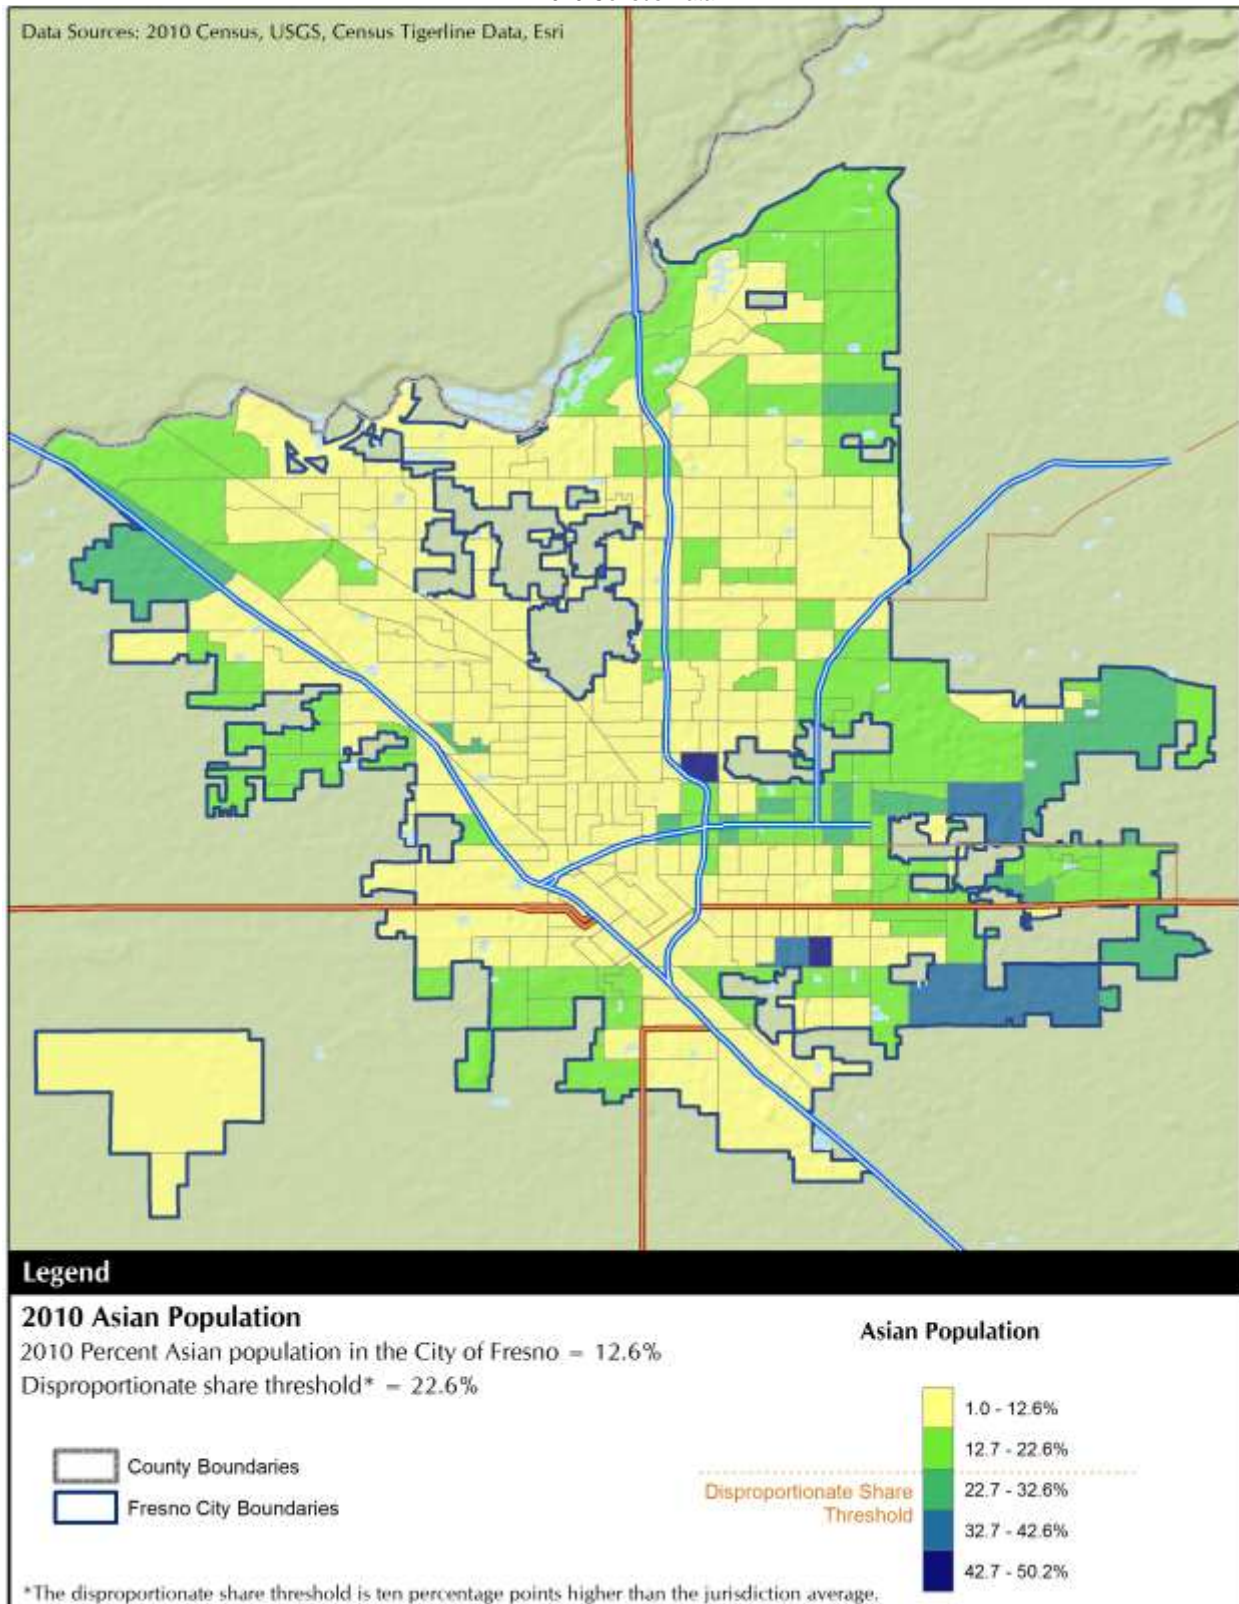 Data Sources: 2010 Census, USGS, Census Tigerline Data, Esri
Legend
2010 Asian Population
2010 Percent Asian population in the City of Fresno = 12.6%
Disproportionate share threshold* = 22.6%
County Boundaries
Fresno City Boundaries
Asian Population
1.0 - 12.6%
12.7 - 22.6%
Disproportionate Share
Threshold
22.7 - 32.6%
32.7 - 42.6%
42.7 - 50.2%
*The disproportionate share threshold is ten percentage points higher than the jurisdiction average.